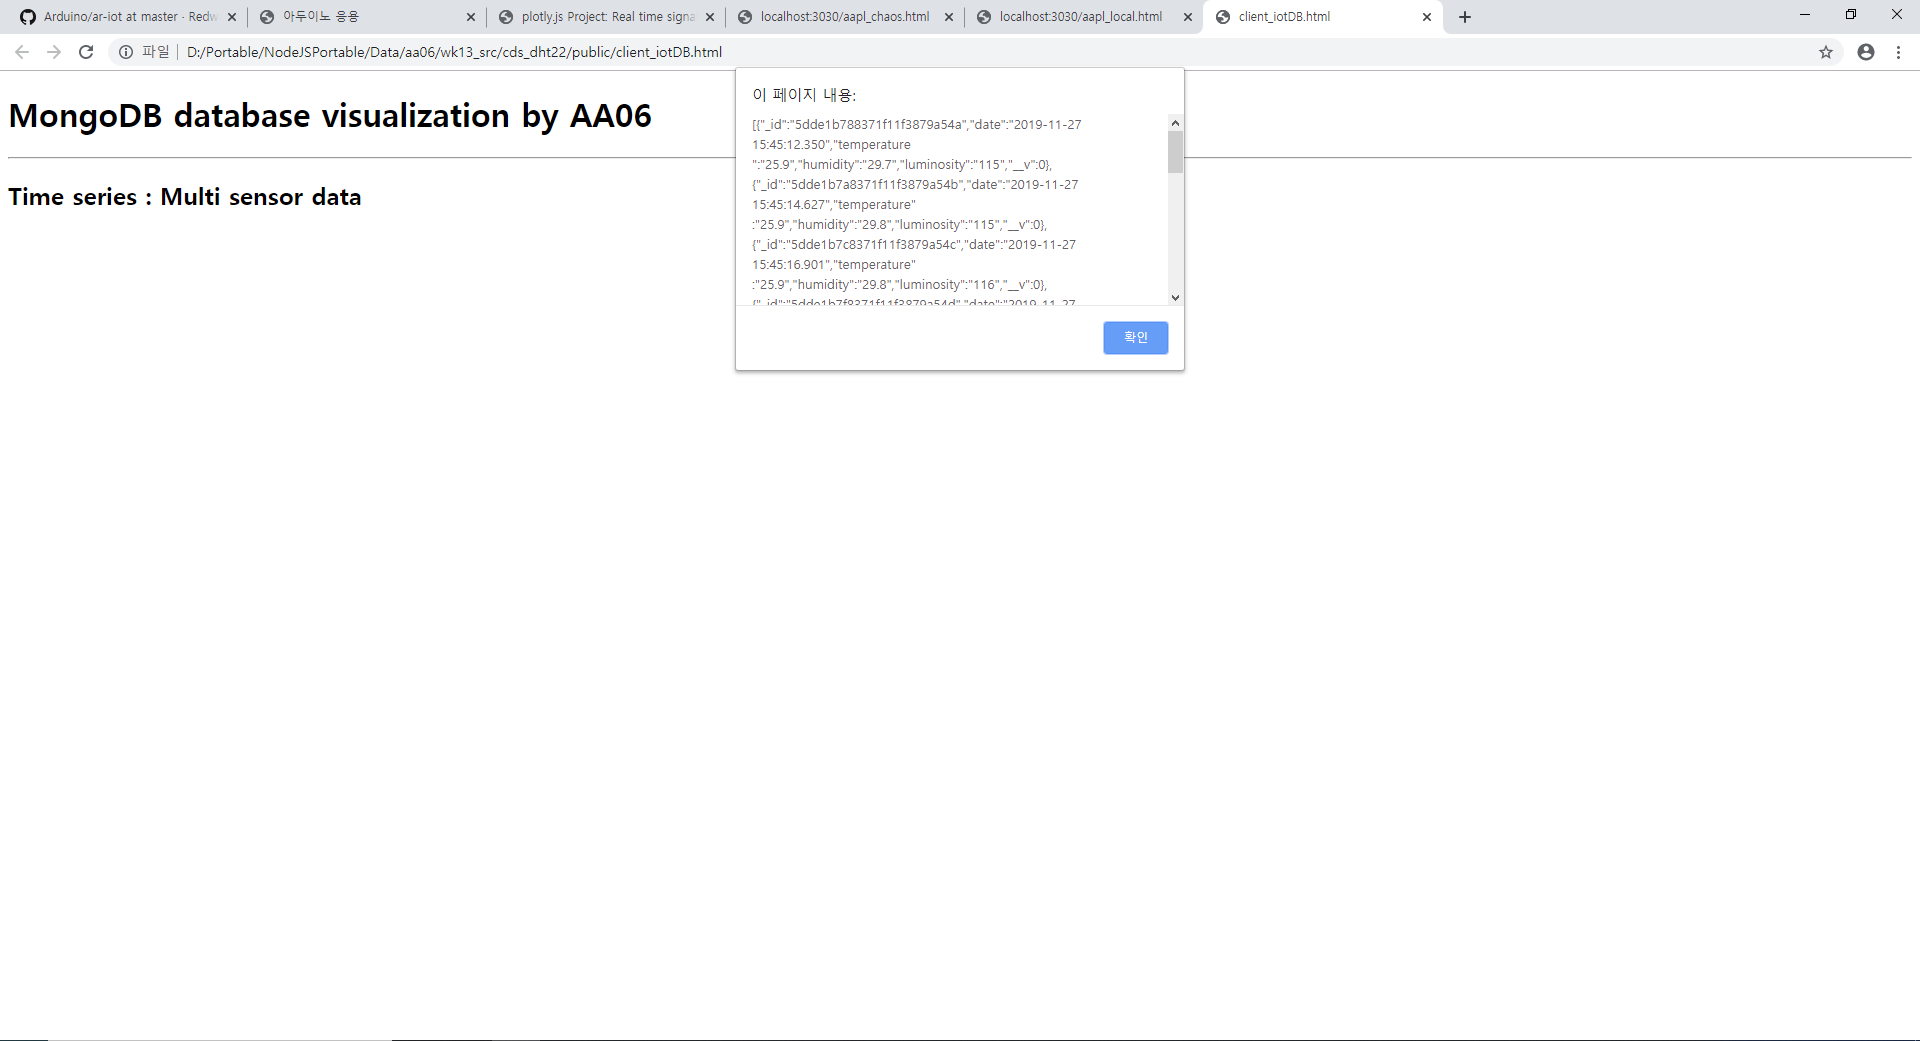 Arduino/ar-iot at master · Redw
아두이노 응용
plotly.js Project: Real time signa
localhost:3030/aapl_chaos.html
localhost:3030/aapl_local.html
client_iotDB.html
파일
D:/Portable/NodeJSPortable/Data/aa06/wk13_src/cds_dht22/public/client_iotDB.html
MongoDB database visualization by AA06
Time series : Multi sensor data
이 페이지 내용:
[{"_id":"5dde1b788371f11f3879a54a","date":"2019-11-27
15:45:12.350","temperature
":"25.9","humidity":"29.7","luminosity":"115","__v":0},
{"_id":"5dde1b7a8371f11f3879a54b","date":"2019-11-27
15:45:14.627","temperature"
:"25.9","humidity":"29.8","luminosity":"115","__v":0},
{"_id":"5dde1b7c8371f11f3879a54c","date":"2019-11-27
15:45:16.901","temperature"
:"25.9","humidity":"29.8","luminosity":"116","__v":0},
{"_id":"5dde1b7f8371f11f3879a54d","date":"2019-11-27
확인